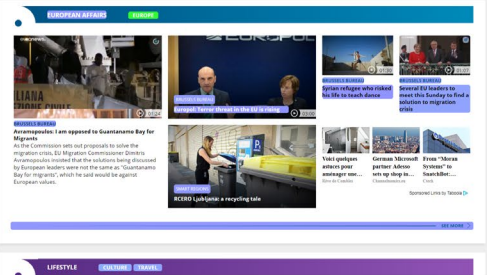 EUROPEAN AFFAIRS
EUROPE
euronews.
01:04
BRUSSELS BUREAU
Avramopoulos: I am opposed to Guantanamo Bay for
Migrants
As the Commission sets out proposals to solve the
migration crisis, EU Migration Commissioner Dimitris
Avramopoulos insisted that the solutions being discussed
by European leaders were not the same as "Guantanamo
Bay for migrants", which he said would be against
European values.
EUROPOL
BRUSSELS BUREAU
Europol: Terror threat in the EU is rising
SMART REGIONS
RCERO Ljubljana: a recycling tale
BRUSSELS BUREAU
Syrian refugee who risked
his life to teach dance
BRUSSELS BUREAU
Several EU leaders to
meet this Sunday to find a
solution to migration
crisis
Voici quelques
astuces pour
aménager une...
German Microsoft
partner Adesso
sets up shop in...
From "Moran
Systems" to
SnatchBot:...
Sponsored Links by Taboola
SEE MORE
LIFESTYLE
CULTURE
TRAVEL